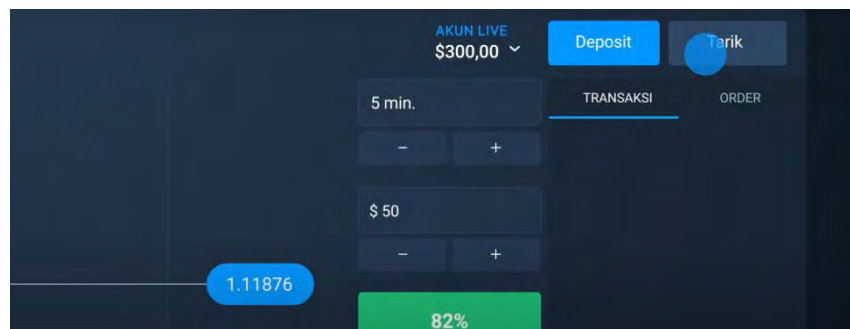 AKUN LIVE
$300,00
Deposit
Tarik
5 min.
TRANSAKSI
ORDER
−
+
$ 50
−
+
1.11876
82%